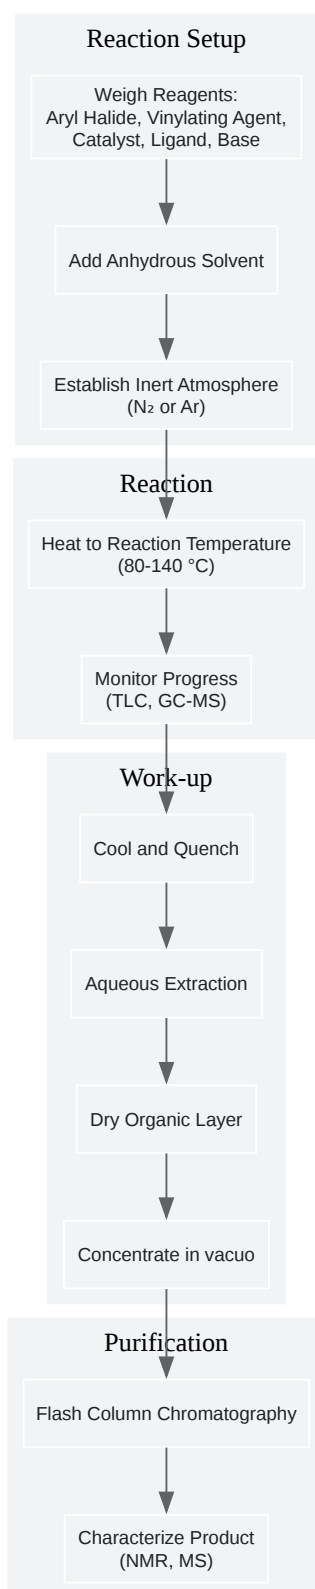 Reaction Setup
Weigh Reagents:
Aryl Halide, Vinylating Agent,
Catalyst, Ligand, Base
Add Anhydrous Solvent
Establish Inert Atmosphere
(N₂ or Ar)
Reaction
Heat to Reaction Temperature
(80-140 °C)
Monitor Progress
(TLC, GC-MS)
Work-up
Cool and Quench
Aqueous Extraction
Dry Organic Layer
Concentrate in vacuo
Purification
Flash Column Chromatography
Characterize Product
(NMR, MS)